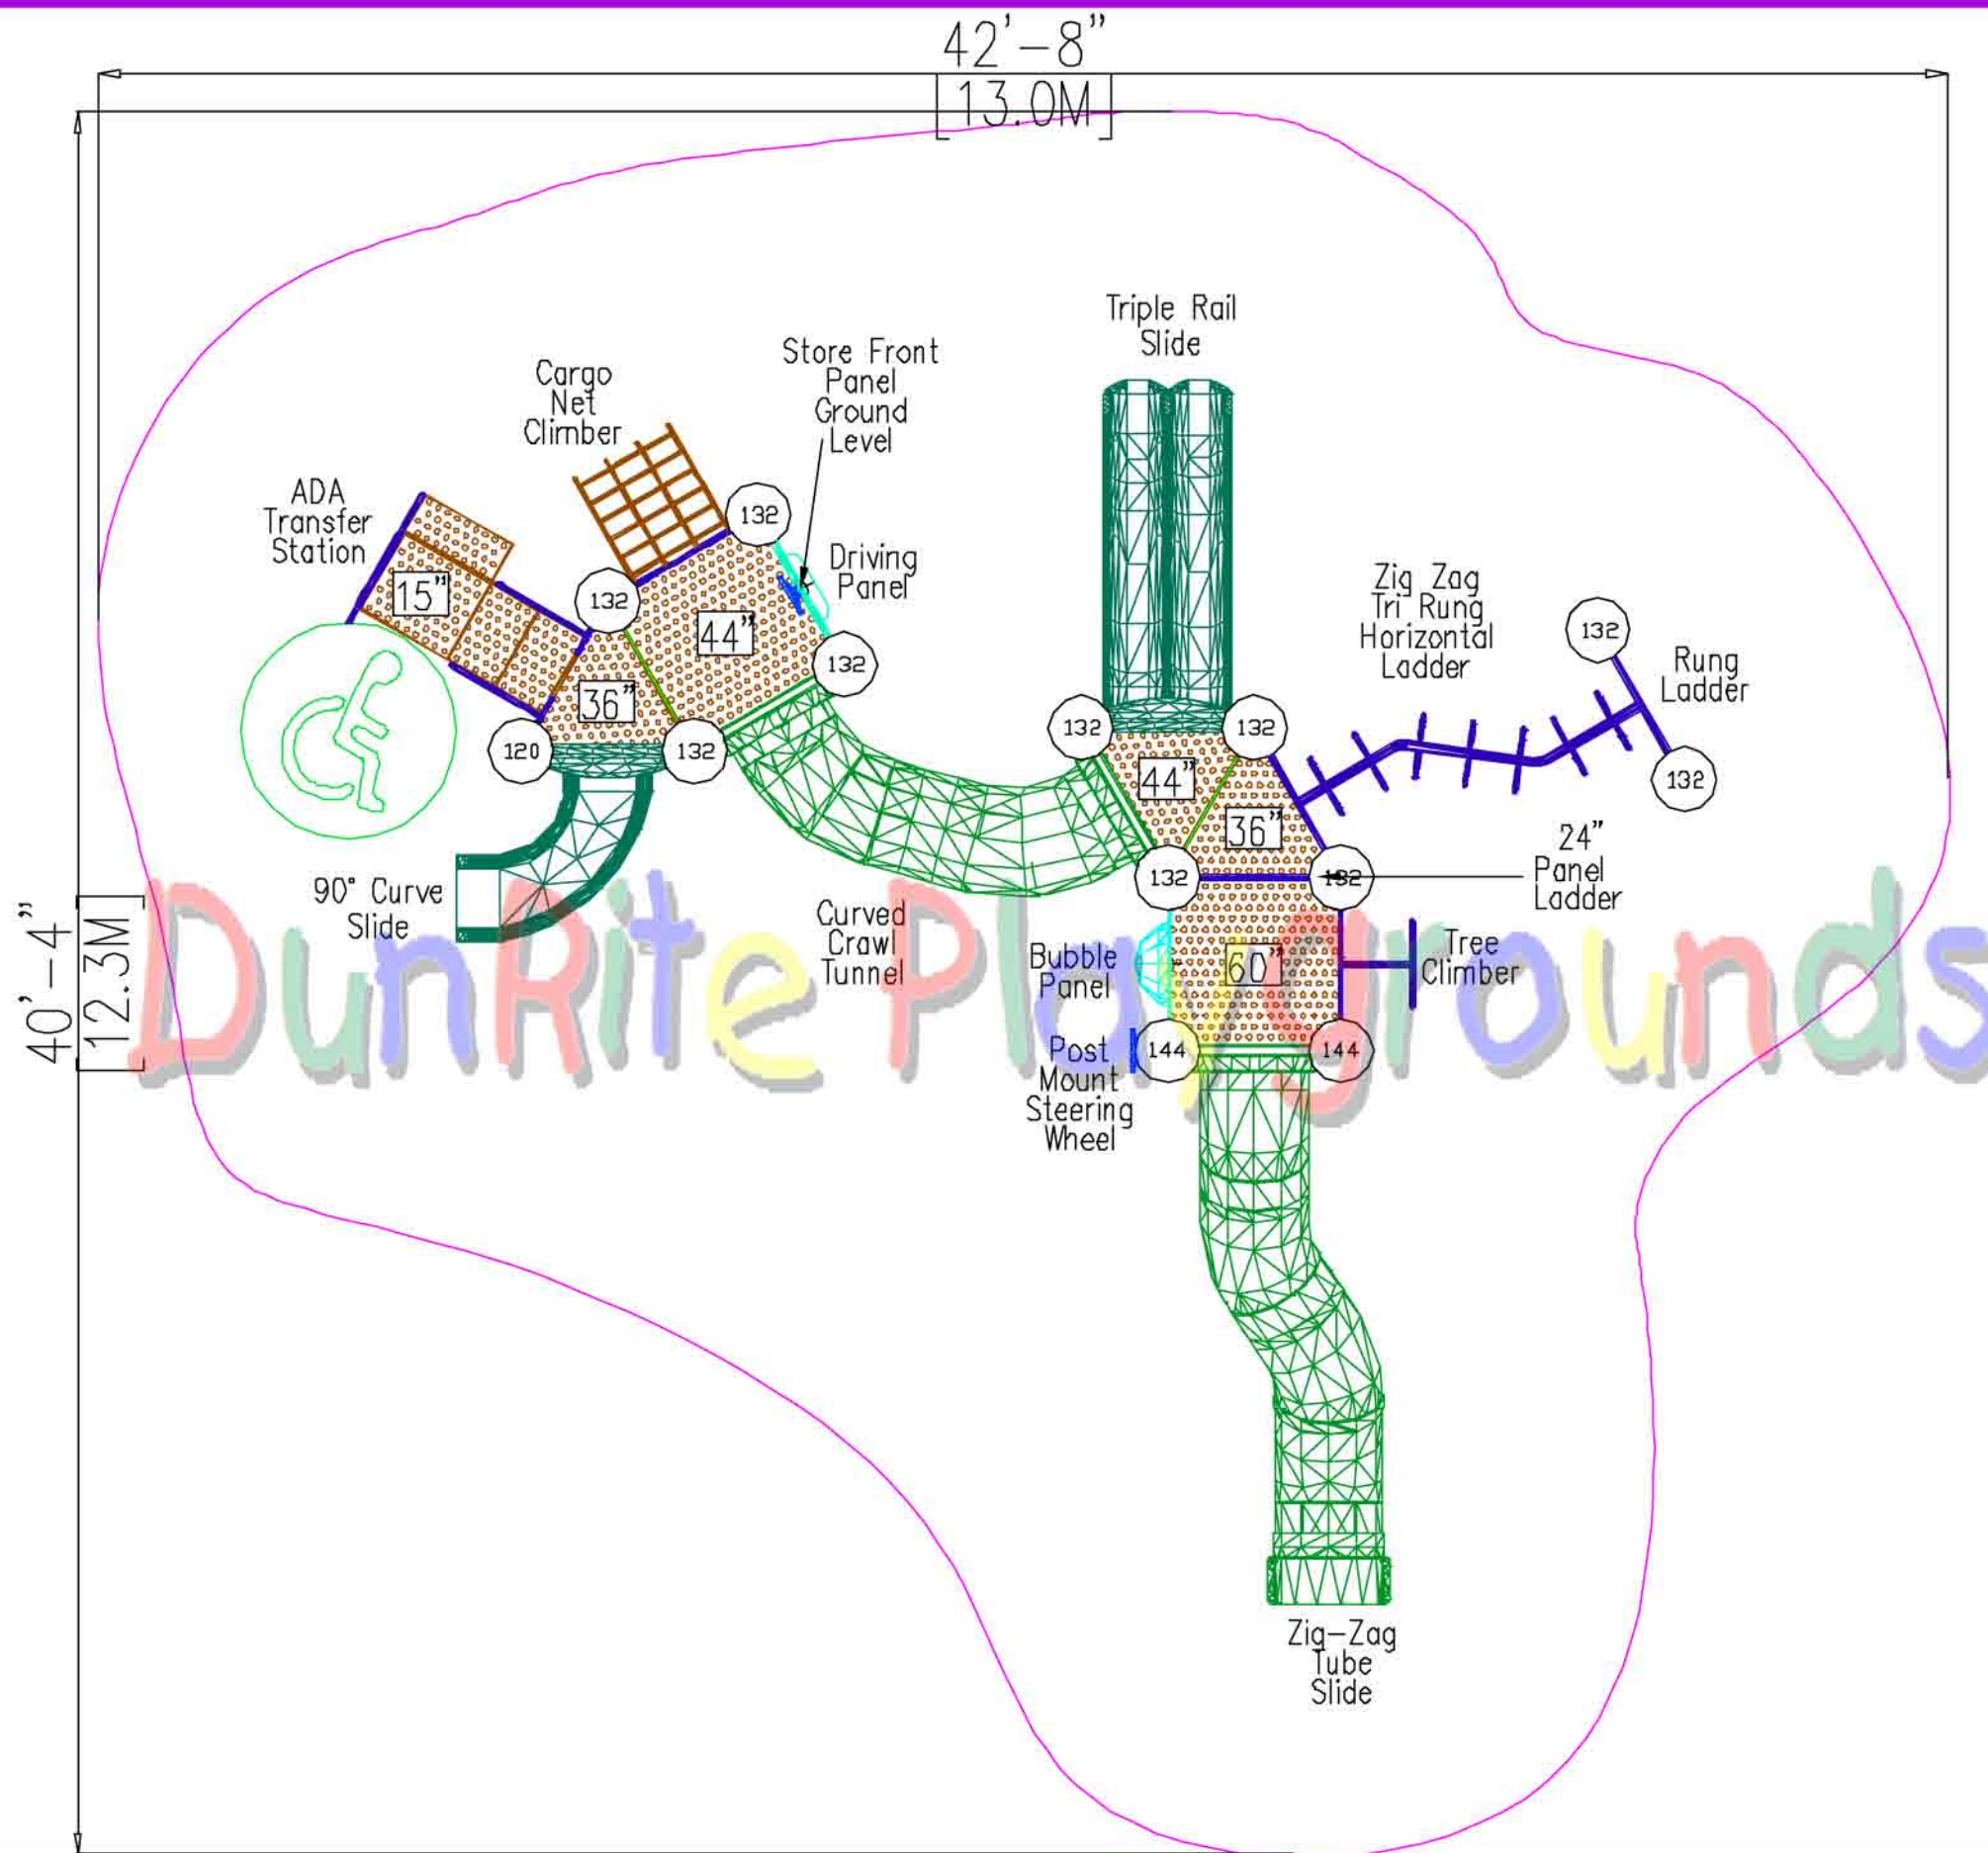 42'-8"
[13.0M]
Triple Rail
Slide
Store Front
Panel
Ground
Level
Cargo
Net
Climber
132
Driving
Panel
ADA
Transfer
Station
15"
132
44"
132
Zig Zag
Tri Rung
Horizontal
Ladder
132
Rung
Ladder
36"
120
132
132
132
44"
132
36"
24"
Panel
Ladder
132
132
90° Curve
Slide
Curved
Crawl
Tunnel
Bubble
Panel
60"
Tree
Climber
40'-4"
[12.3M]
DunRite Playgrounds
Post
Mount
Steering
Wheel
144
144
Zig-Zag
Tube
Slide